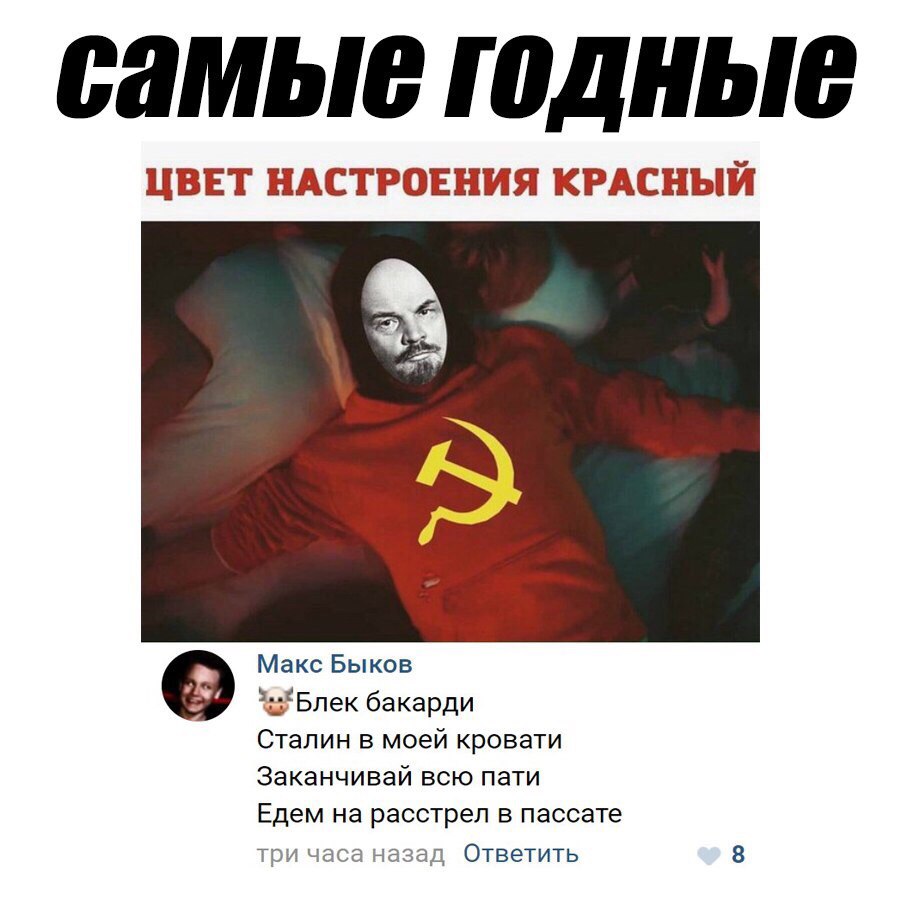 самые годные
ЦВЕТ НАСТРОЕНИЯ КРАСНЫЙ
Макс Быков
🐮Блек бакарди
Сталин в моей кровати
Заканчивай всю пати
Едем на расстрел в пассате
три часа назад Ответить 8